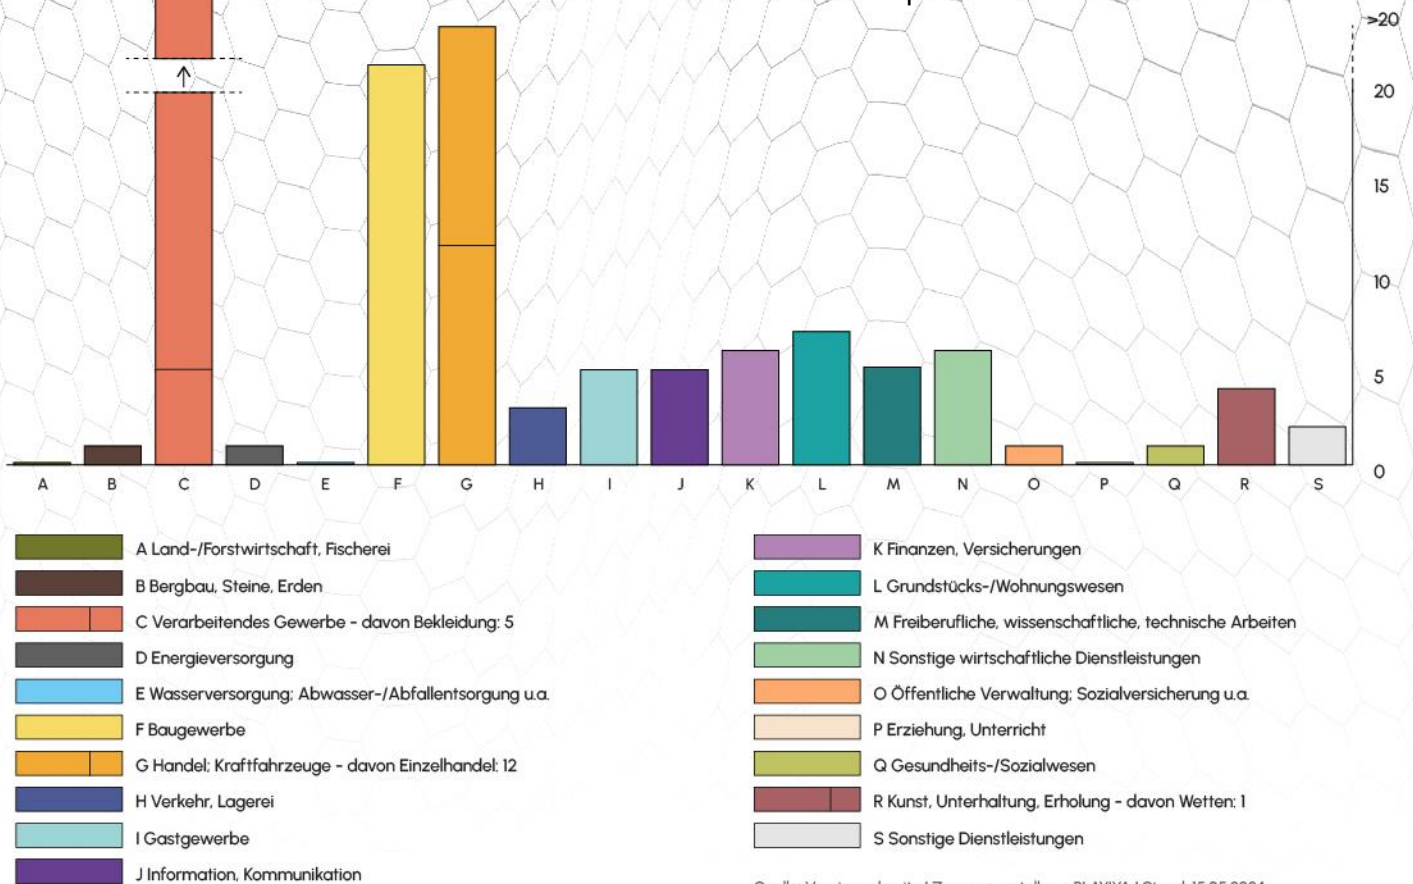 >20
20
15
10
5
0
A B C D E F G H I J K L M N O P Q R S
A Land-/Forstwirtschaft, Fischerei
B Bergbau, Steine, Erden
C Verarbeitendes Gewerbe - davon Bekleidung: 5
D Energieversorgung
E Wasserversorgung; Abwasser-/Abfallentsorgung u.a.
F Baugewerbe
G Handel; Kraftfahrzeuge - davon Einzelhandel: 12
H Verkehr, Lagerei
I Gastgewerbe
J Information, Kommunikation
K Finanzen, Versicherungen
L Grundstücks-/Wohnungswesen
M Freiberufliche, wissenschaftliche, technische Arbeiten
N Sonstige wirtschaftliche Dienstleistungen
O Öffentliche Verwaltung; Sozialversicherung u.a.
P Erziehung, Unterricht
Q Gesundheits-/Sozialwesen
R Kunst, Unterhaltung, Erholung - davon Wetten: 1
S Sonstige Dienstleistungen